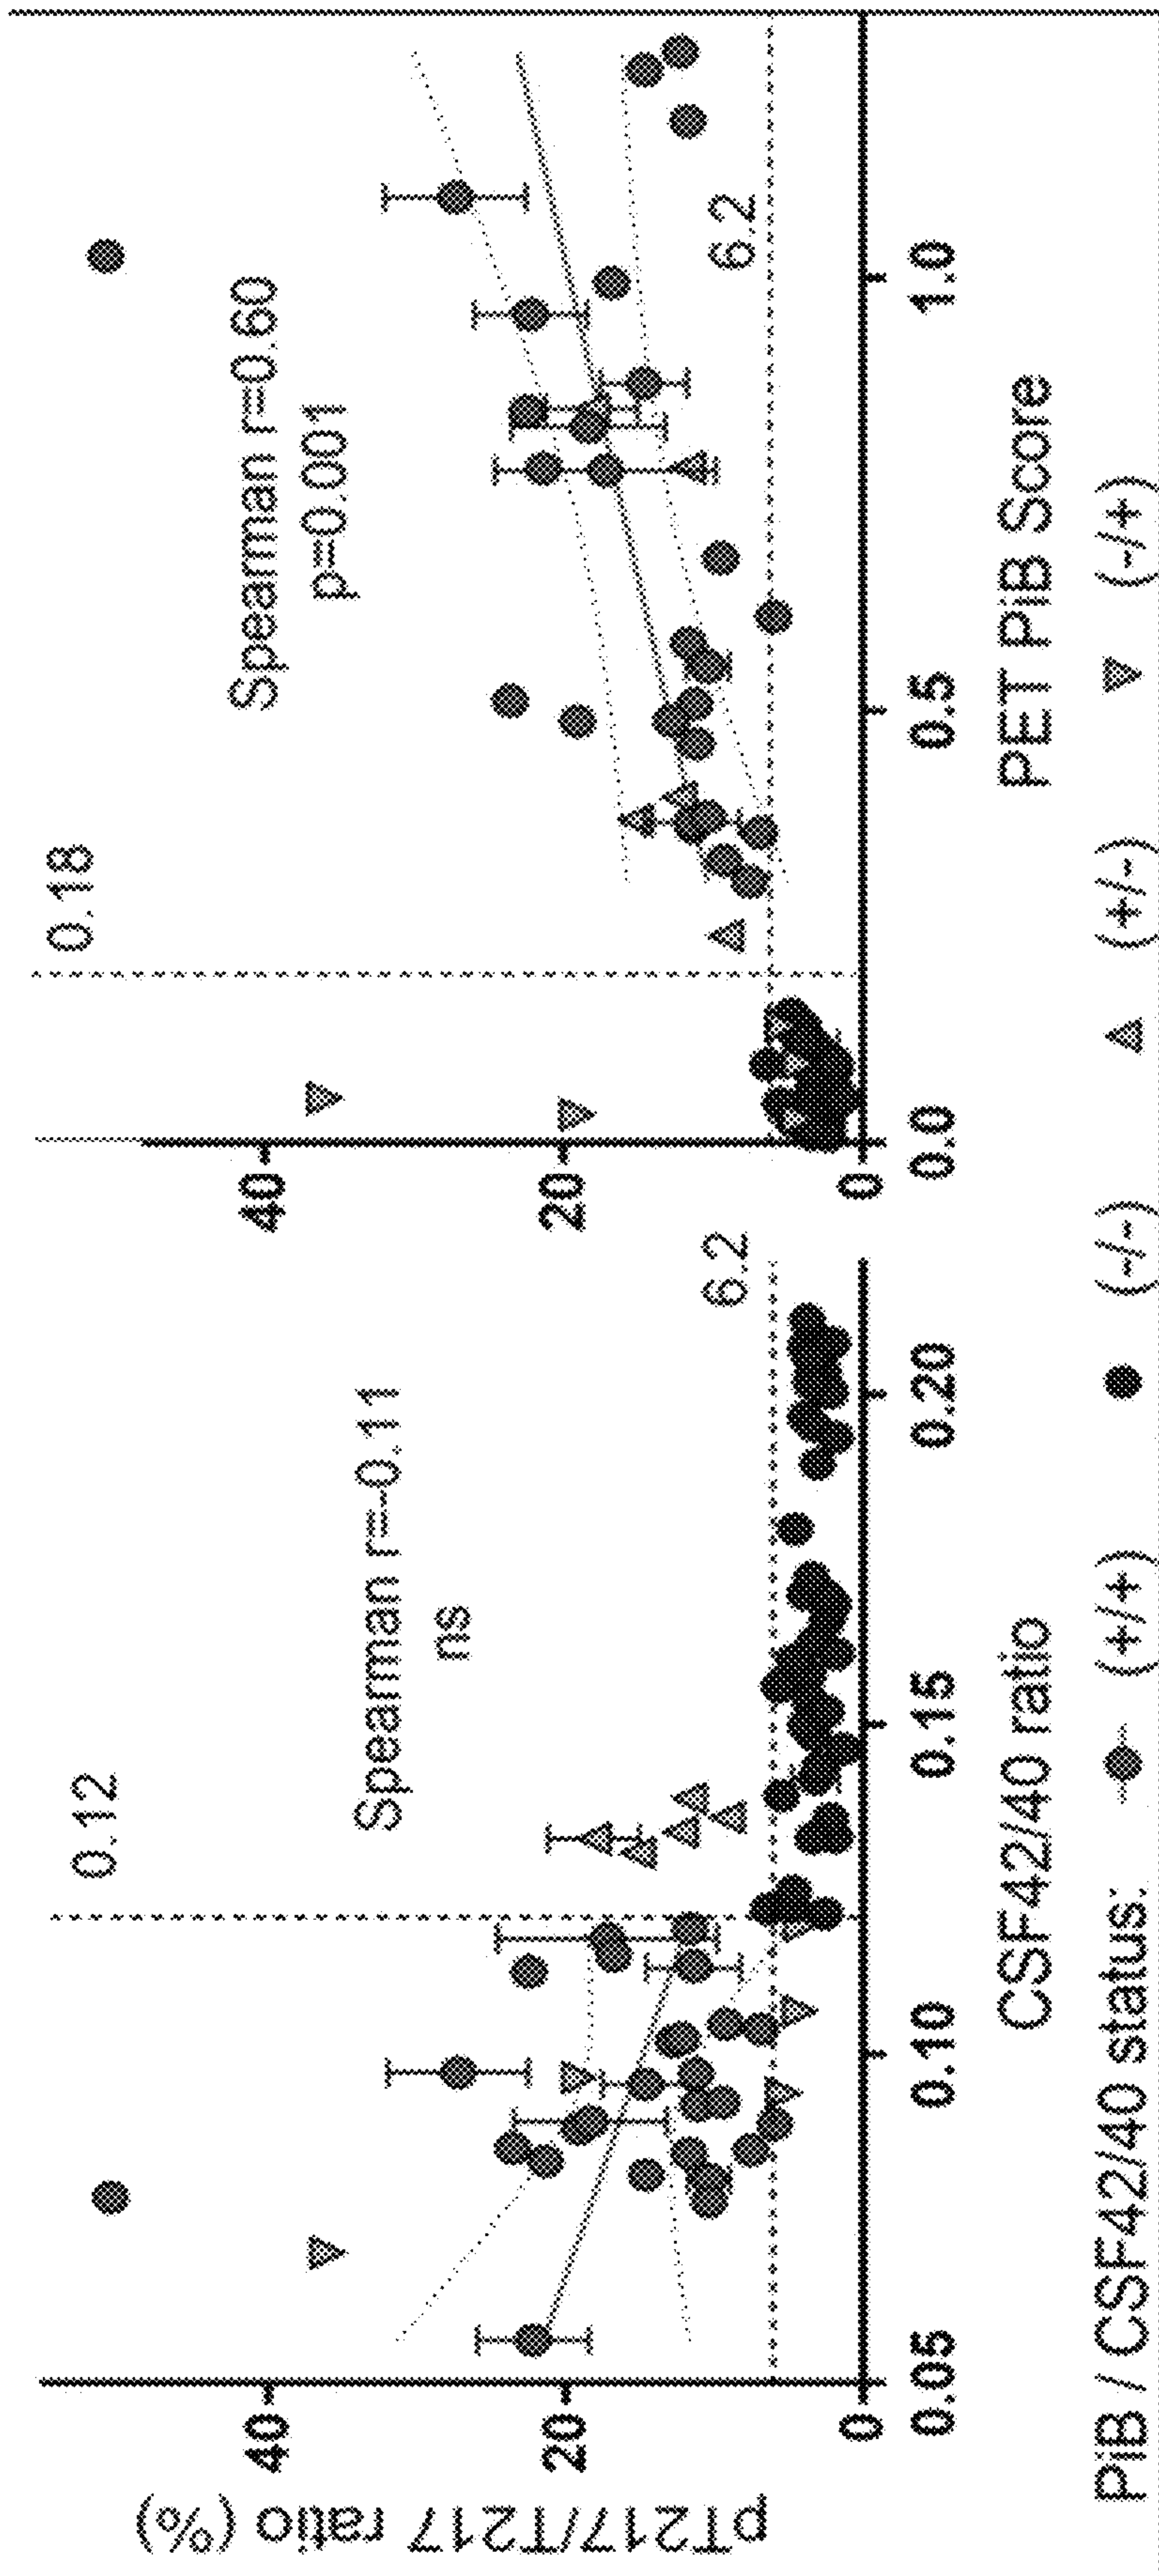 pT217/T217 ratio (%)
40
20
0
0.12
Spearman r=-0.11
ns
6.2
0.05
0.10
0.15
0.20
CSF42/40 ratio
40
20
0
0.18
Spearman r=0.60
p=0.001
6.2
0.0
0.5
1.0
PET PiB Score
PiB / CSF42/40 status: (+/+) (-/-) (+/-) (-/+)